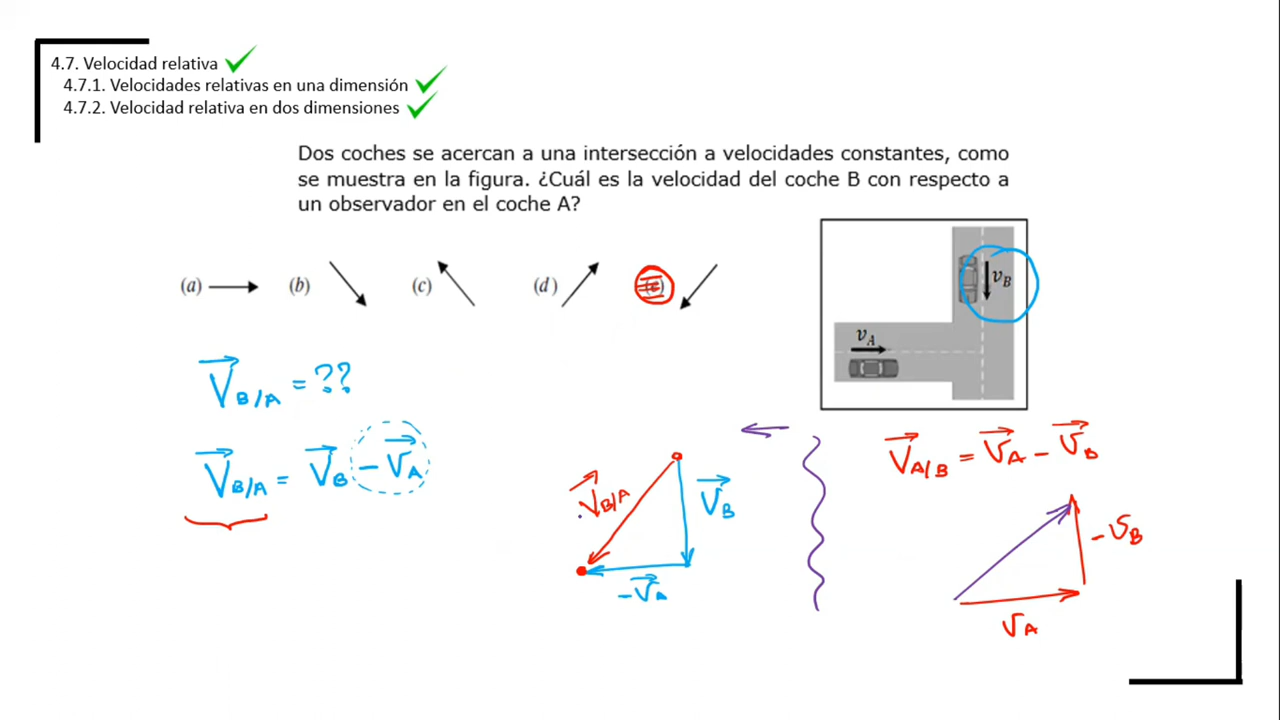 4.7. Velocidad relativa
4.7.1. Velocidades relativas en una dimensión
4.7.2. Velocidad relativa en dos dimensiones
Dos coches se acercan a una intersección a velocidades constantes, como
se muestra en la figura. ¿Cuál es la velocidad del coche B con respecto a
un observador en el coche A?
(a) (b) (c) (d)
v_B
v_A
V_B/A = ??
V_B/A = V_B - V_A
V_B/A
V_B
-V_A
V_A/B = V_A - V_B
-V_B
V_A